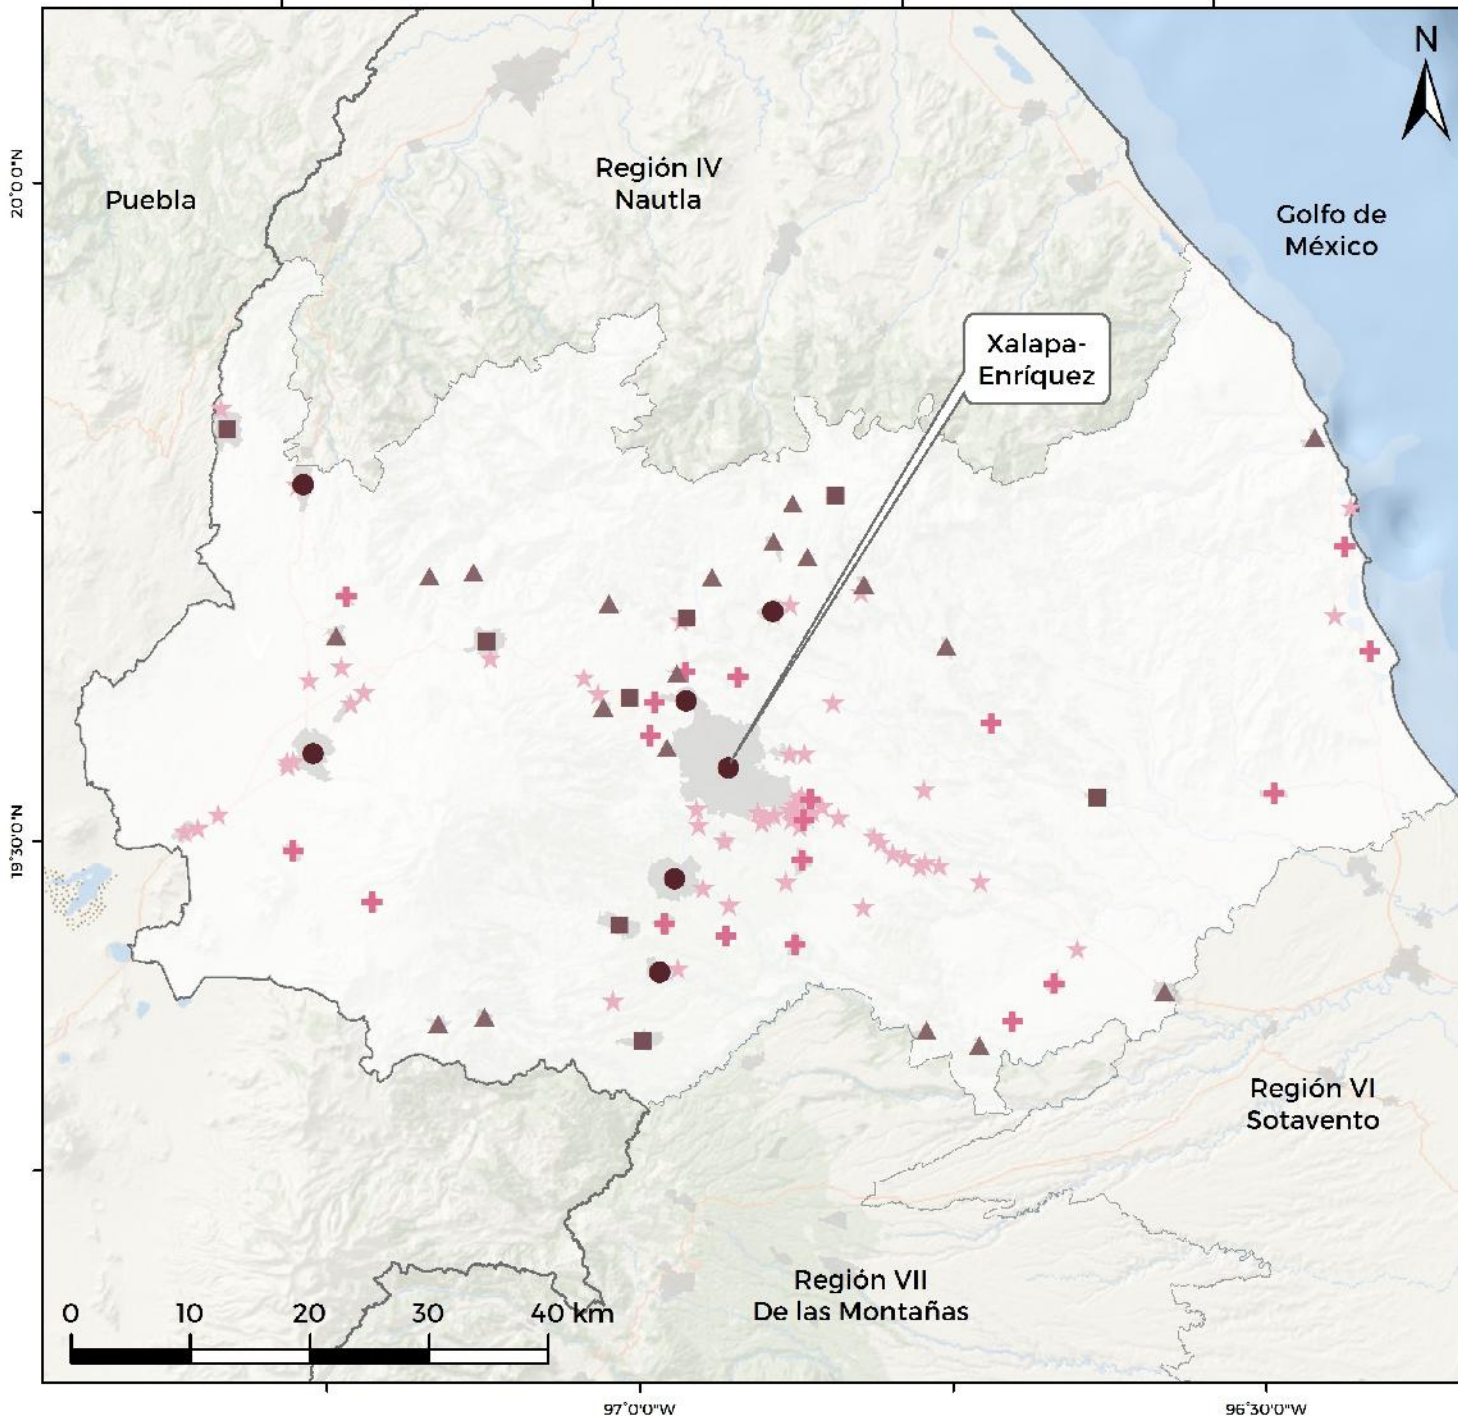 N
20°0'0"N
Puebla
Región IV
Nautla
Golfo de
México
Xalapa-
Enríquez
19°30'0"N
Región VI
Sotavento
Región VII
De las Montañas
0 10 20 30 40 km
97°0'0"W
96°30'0"W